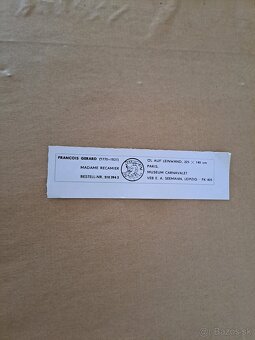 FRANCOIS GERARD (1770-1837)
MADAME RECAMIER
BESTELL-NR.
ÖL AUF LEINWAND, 225 × 148 cm
PARIS,
MUSEUM CARNAVALET
VEB E. A. SEEMANN, LEIPZIG
bazos.sk